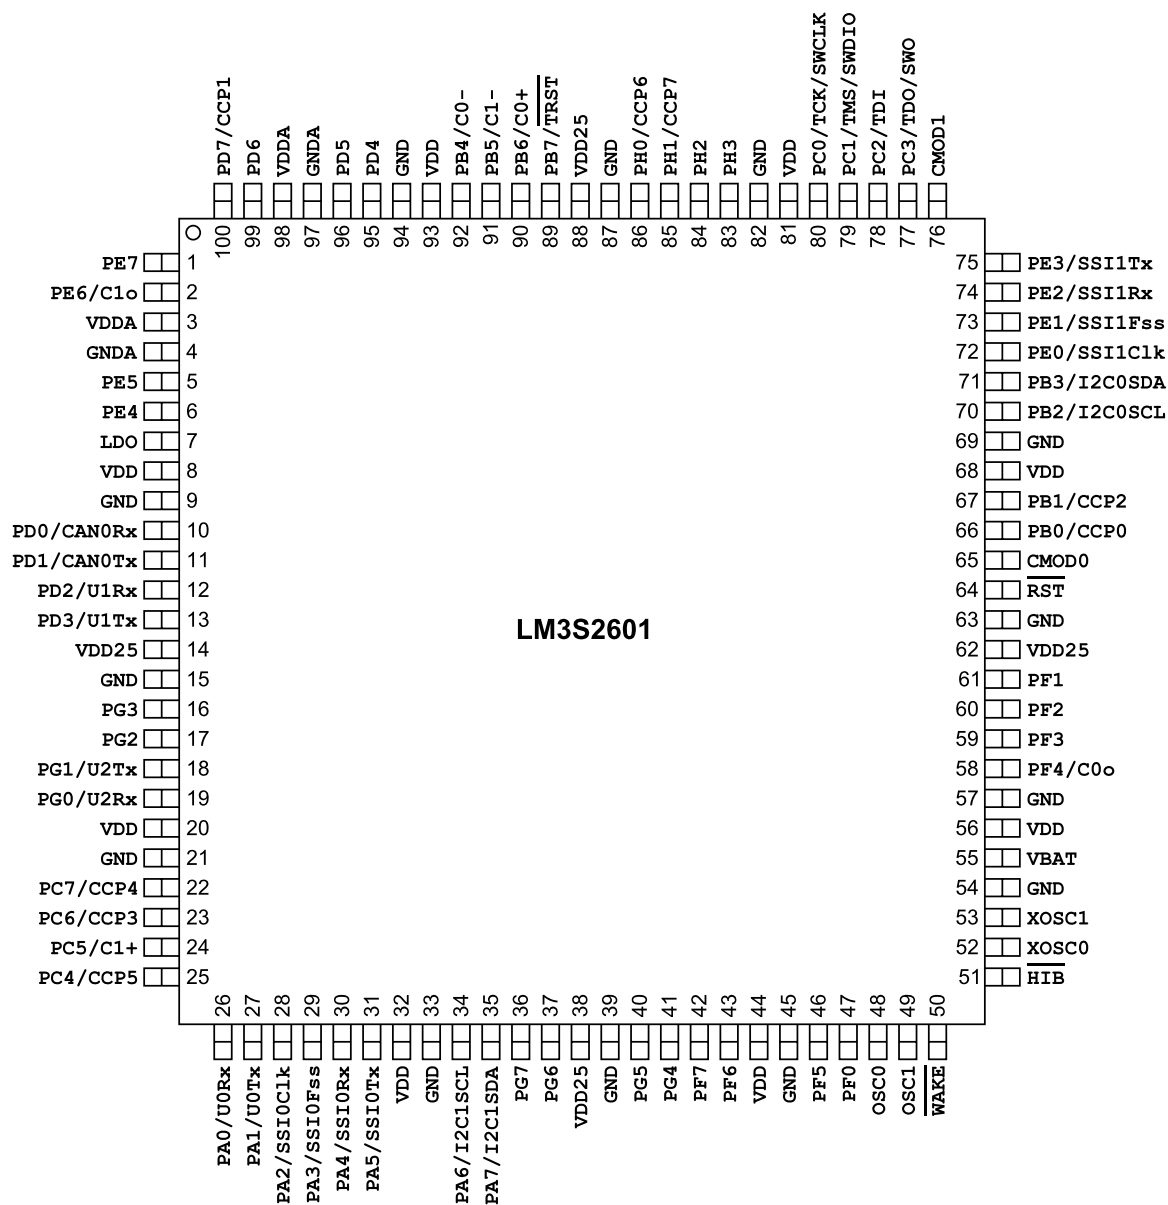 PD7/CCP1
PD6
VDDA
GNDA
PD5
PD4
GND
VDD
PB4/C0-
PB5/C1-
PB6/C0+
PB7/TRST
VDD25
GND
PH0/CCP6
PH1/CCP7
PH2
PH3
GND
VDD
PC0/TCK/SWCLK
PC1/TMS/SWDIO
PC2/TDI
PC3/TDO/SWO
CMOD1
100
99
98
97
96
95
94
93
92
91
90
89
88
87
86
85
84
83
82
81
80
79
78
77
76
PE7 1
PE6/C1o 2
VDDA 3
GNDA 4
PE5 5
PE4 6
LDO 7
VDD 8
GND 9
PD0/CAN0Rx 10
PD1/CAN0Tx 11
PD2/U1Rx 12
PD3/U1Tx 13
VDD25 14
GND 15
PG3 16
PG2 17
PG1/U2Tx 18
PG0/U2Rx 19
VDD 20
GND 21
PC7/CCP4 22
PC6/CCP3 23
PC5/C1+ 24
PC4/CCP5 25
LM3S2601
75 PE3/SSI1Tx
74 PE2/SSI1Rx
73 PE1/SSI1Fss
72 PE0/SSI1Clk
71 PB3/I2C0SDA
70 PB2/I2C0SCL
69 GND
68 VDD
67 PB1/CCP2
66 PB0/CCP0
65 CMOD0
64 RST
63 GND
62 VDD25
61 PF1
60 PF2
59 PF3
58 PF4/C0o
57 GND
56 VDD
55 VBAT
54 GND
53 XOSC1
52 XOSC0
51 HIB
26
27
28
29
30
31
32
33
34
35
36
37
38
39
40
41
42
43
44
45
46
47
48
49
50
PA0/U0Rx
PA1/U0Tx
PA2/SSI0Clk
PA3/SSI0Fss
PA4/SSI0Rx
PA5/SSI0Tx
VDD
GND
PA6/I2C1SCL
PA7/I2C1SDA
PG7
PG6
VDD25
GND
PG5
PG4
PF7
PF6
VDD
GND
PF5
PF0
OSC0
OSC1
WAKE